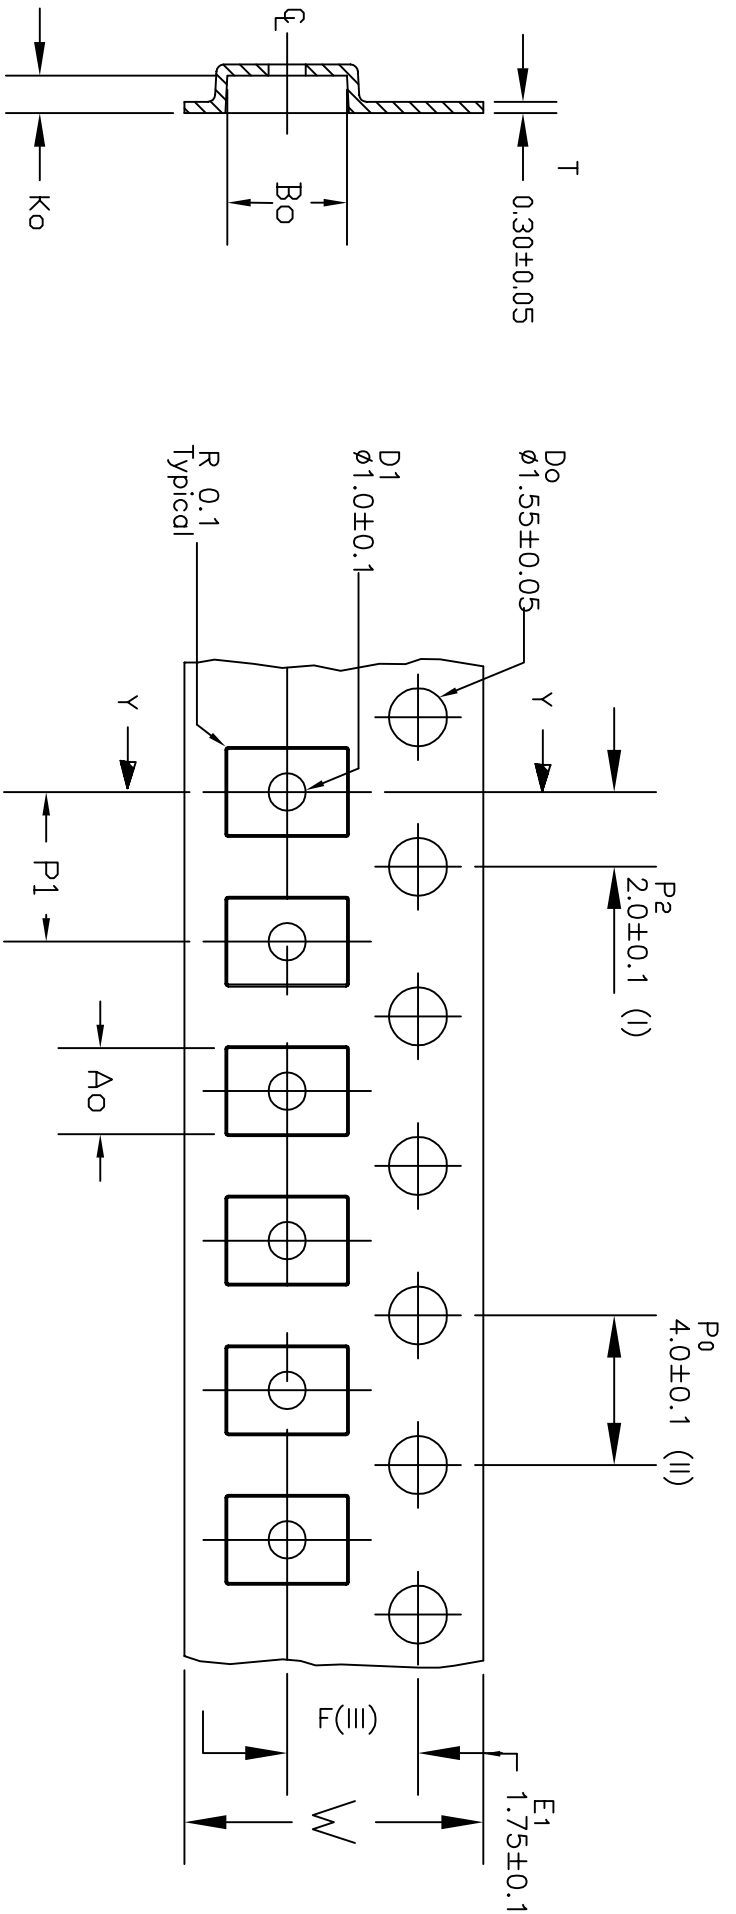 T
0.30±0.05
Bo
Ko
Do
ø1.55±0.05
D1
ø1.0±0.1
R 0.1
Typical
Y
Y
P2
2.0±0.1 (I)
Po
4.0±0.1 (II)
P1
Ao
E1
1.75±0.1
F(III)
W